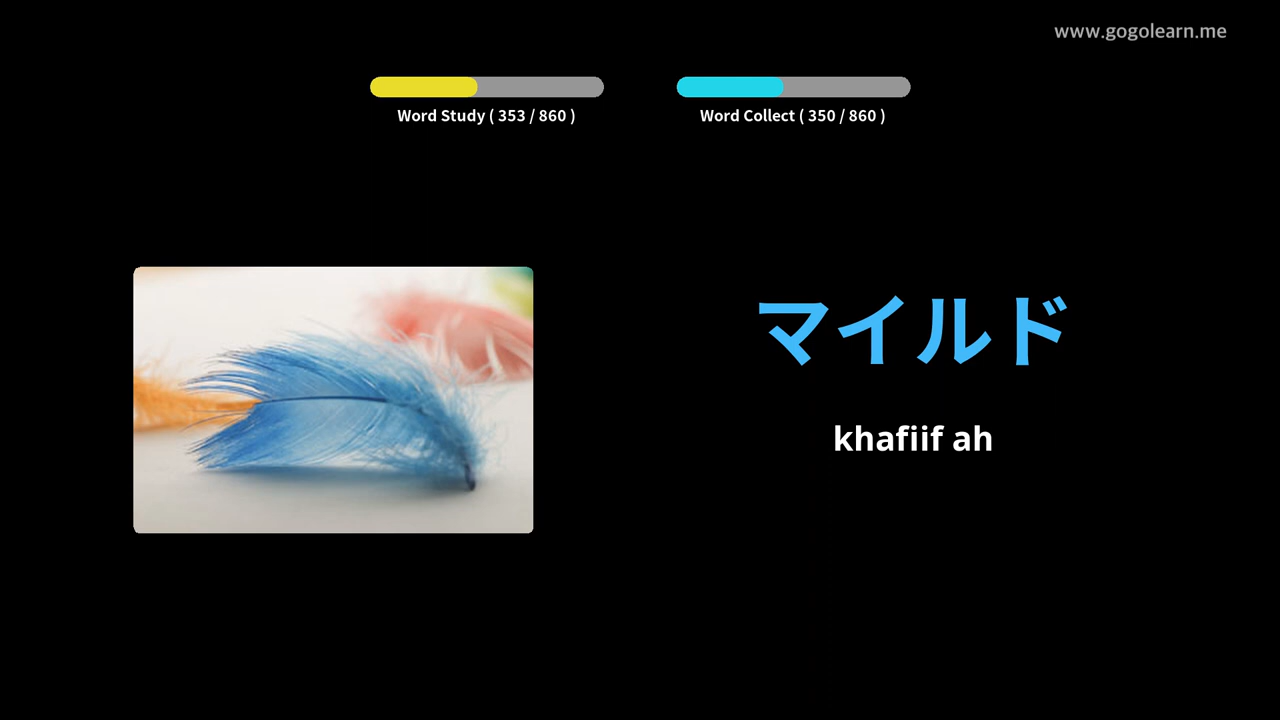 www.gogolearn.me
Word Study ( 353 / 860 )
Word Collect ( 350 / 860 )
マイルド
khafiif ah